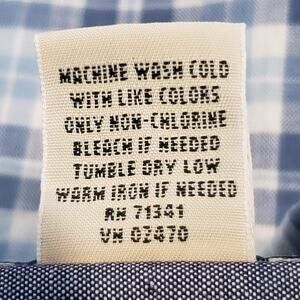 MACHINE WASH COLD
WITH LIKE COLORS
ONLY NON-CHLORINE
BLEACH IF NEEDED
TUMBLE DRY LOW
WARM IRON IF NEEDED
RN 71341
VN 02470